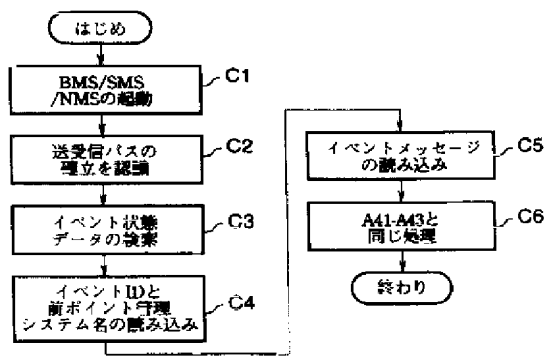 はじめ
BMS/SMS
/NMSの起動
C1
送受信パスの
確立を認識
C2
イベント状態
データの検索
C3
イベントIDと
前ポイント管理
システム名の読み込み
C4
イベントメッセージ
の読み込み
C5
A41-A43と
同じ処理
C6
終わり